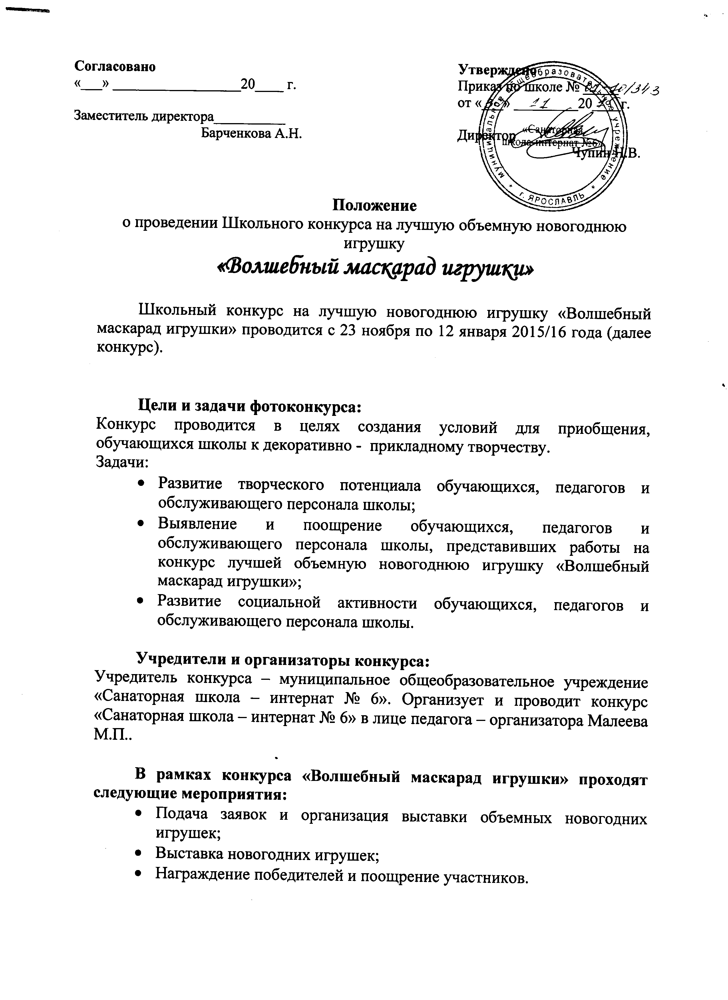 Согласовано
«___» __________________20____ г.
Заместитель директора__________
Барченкова А.Н.
Утверждено
Приказ по школе № 10/343
от « » 11 20 г.
Директор
Чупин Н.В.
муниципальное общеобразовательное учреждение
* г. ЯРОСЛАВЛЬ *
«Санаторная
школа-интернат №6»
Положение
о проведении Школьного конкурса на лучшую объемную новогоднюю
игрушку
«Волшебный маскарад игрушки»
Школьный конкурс на лучшую новогоднюю игрушку «Волшебный
маскарад игрушки» проводится с 23 ноября по 12 января 2015/16 года (далее
конкурс).
Цели и задачи фотоконкурса:
Конкурс проводится в целях создания условий для приобщения,
обучающихся школы к декоративно - прикладному творчеству.
Задачи:
• Развитие творческого потенциала обучающихся, педагогов и
обслуживающего персонала школы;
• Выявление и поощрение обучающихся, педагогов и
обслуживающего персонала школы, представивших работы на
конкурс лучшей объемную новогоднюю игрушку «Волшебный
маскарад игрушки»;
• Развитие социальной активности обучающихся, педагогов и
обслуживающего персонала школы.
Учредители и организаторы конкурса:
Учредитель конкурса – муниципальное общеобразовательное учреждение
«Санаторная школа – интернат № 6». Организует и проводит конкурс
«Санаторная школа – интернат № 6» в лице педагога – организатора Малеева
М.П..
В рамках конкурса «Волшебный маскарад игрушки» проходят
следующие мероприятия:
• Подача заявок и организация выставки объемных новогодних
игрушек;
• Выставка новогодних игрушек;
• Награждение победителей и поощрение участников.